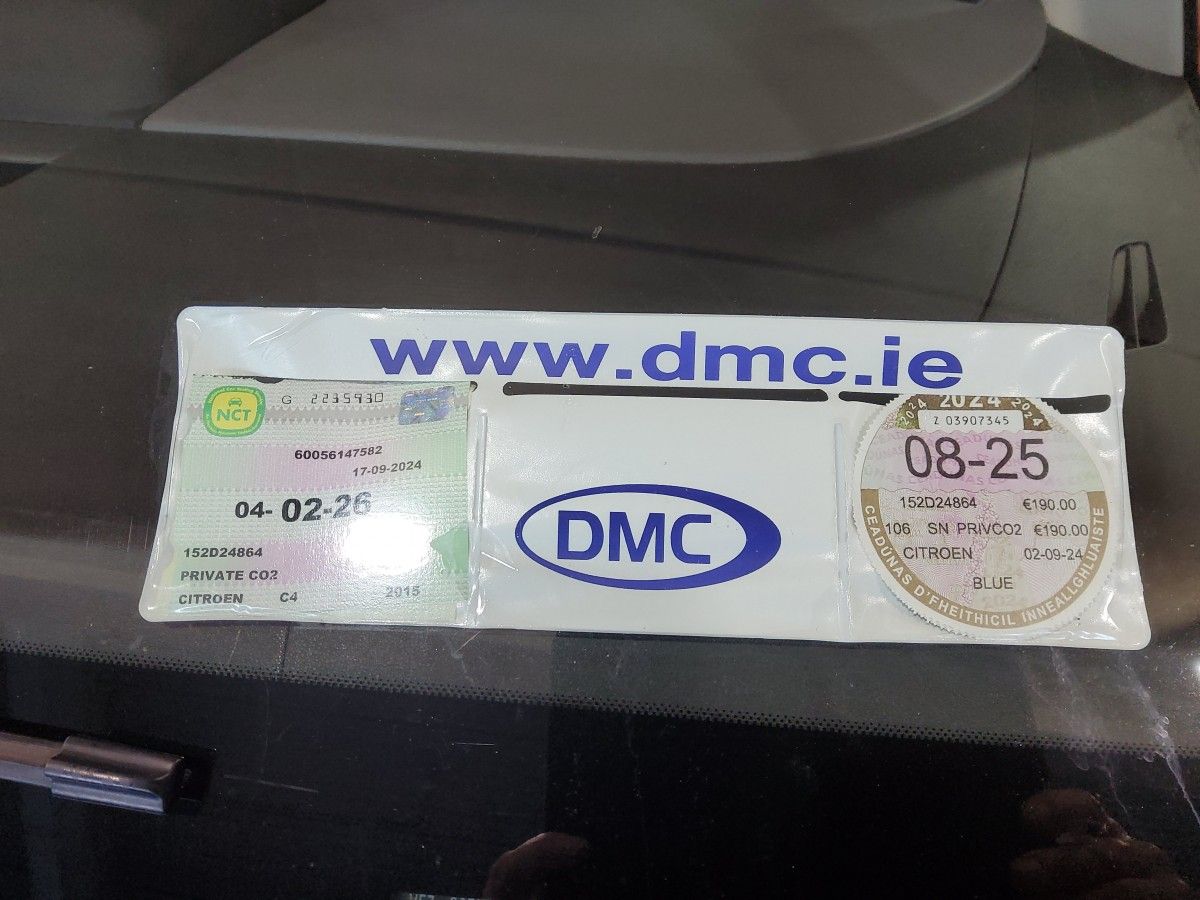 www.dmc.ie
NCT
G 2235930
60056147582
17-09-2024
04-02-26
152D24864
PRIVATE CO2
CITROEN C4 2015
DMC
2024 2024 2024
Z 03907345
08-25
152D24864 €190.00
106 SN PRIVCO2 €190.00
CITROEN 02-09-24
BLUE
CEADÚNAS D'FHEITHICIL INNEALLGHLUAISTE